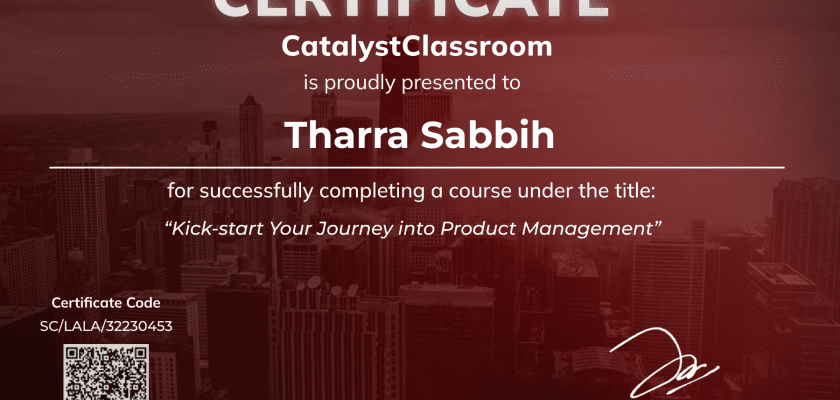 CERTIFICATE
CatalystClassroom
is proudly presented to
Tharra Sabbih
for successfully completing a course under the title:
“Kick-start Your Journey into Product Management”
Certificate Code
SC/LALA/32230453